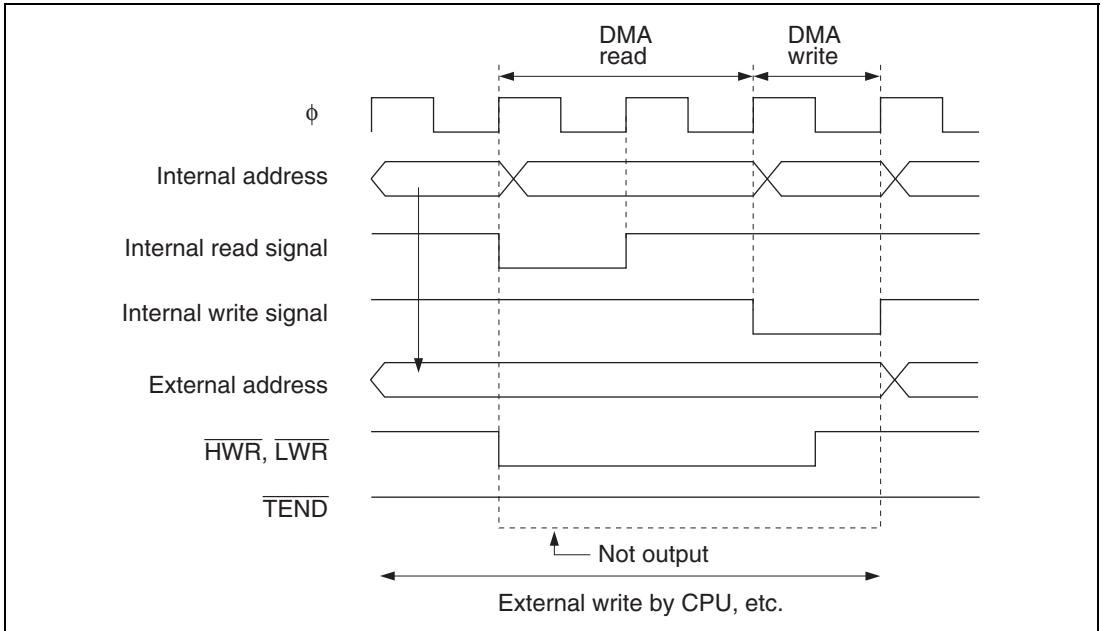 DMA read
DMA write
ϕ
Internal address
Internal read signal
Internal write signal
External address
HWR, LWR
TEND
Not output
External write by CPU, etc.